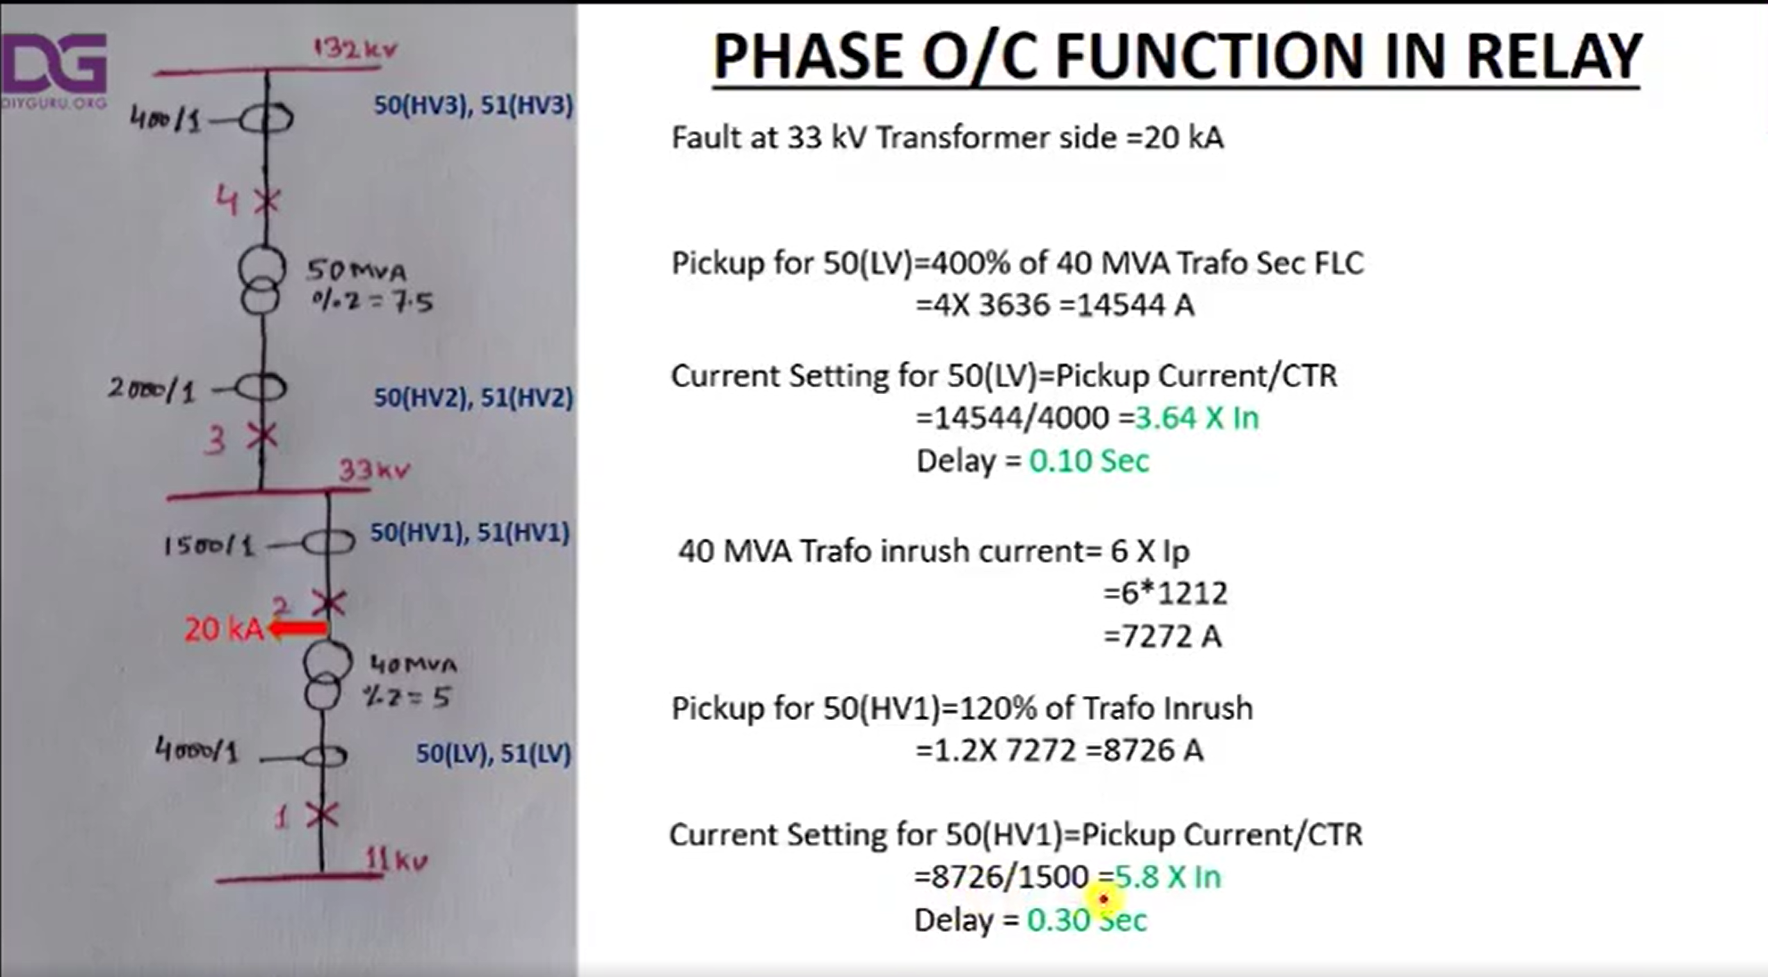 DG
DIYGURU.ORG
132kv
400/1
50(HV3), 51(HV3)
4
50MVA
%z = 7.5
2000/1
50(HV2), 51(HV2)
3
33kv
1500/1
50(HV1), 51(HV1)
2
20 kA
40MVA
%z = 5
4000/1
50(LV), 51(LV)
1
11kv
PHASE O/C FUNCTION IN RELAY
Fault at 33 kV Transformer side =20 kA
Pickup for 50(LV)=400% of 40 MVA Trafo Sec FLC
=4X 3636 =14544 A
Current Setting for 50(LV)=Pickup Current/CTR
=14544/4000 =3.64 X In
Delay = 0.10 Sec
40 MVA Trafo inrush current= 6 X Ip
=6*1212
=7272 A
Pickup for 50(HV1)=120% of Trafo Inrush
=1.2X 7272 =8726 A
Current Setting for 50(HV1)=Pickup Current/CTR
=8726/1500 =5.8 X In
Delay = 0.30 Sec